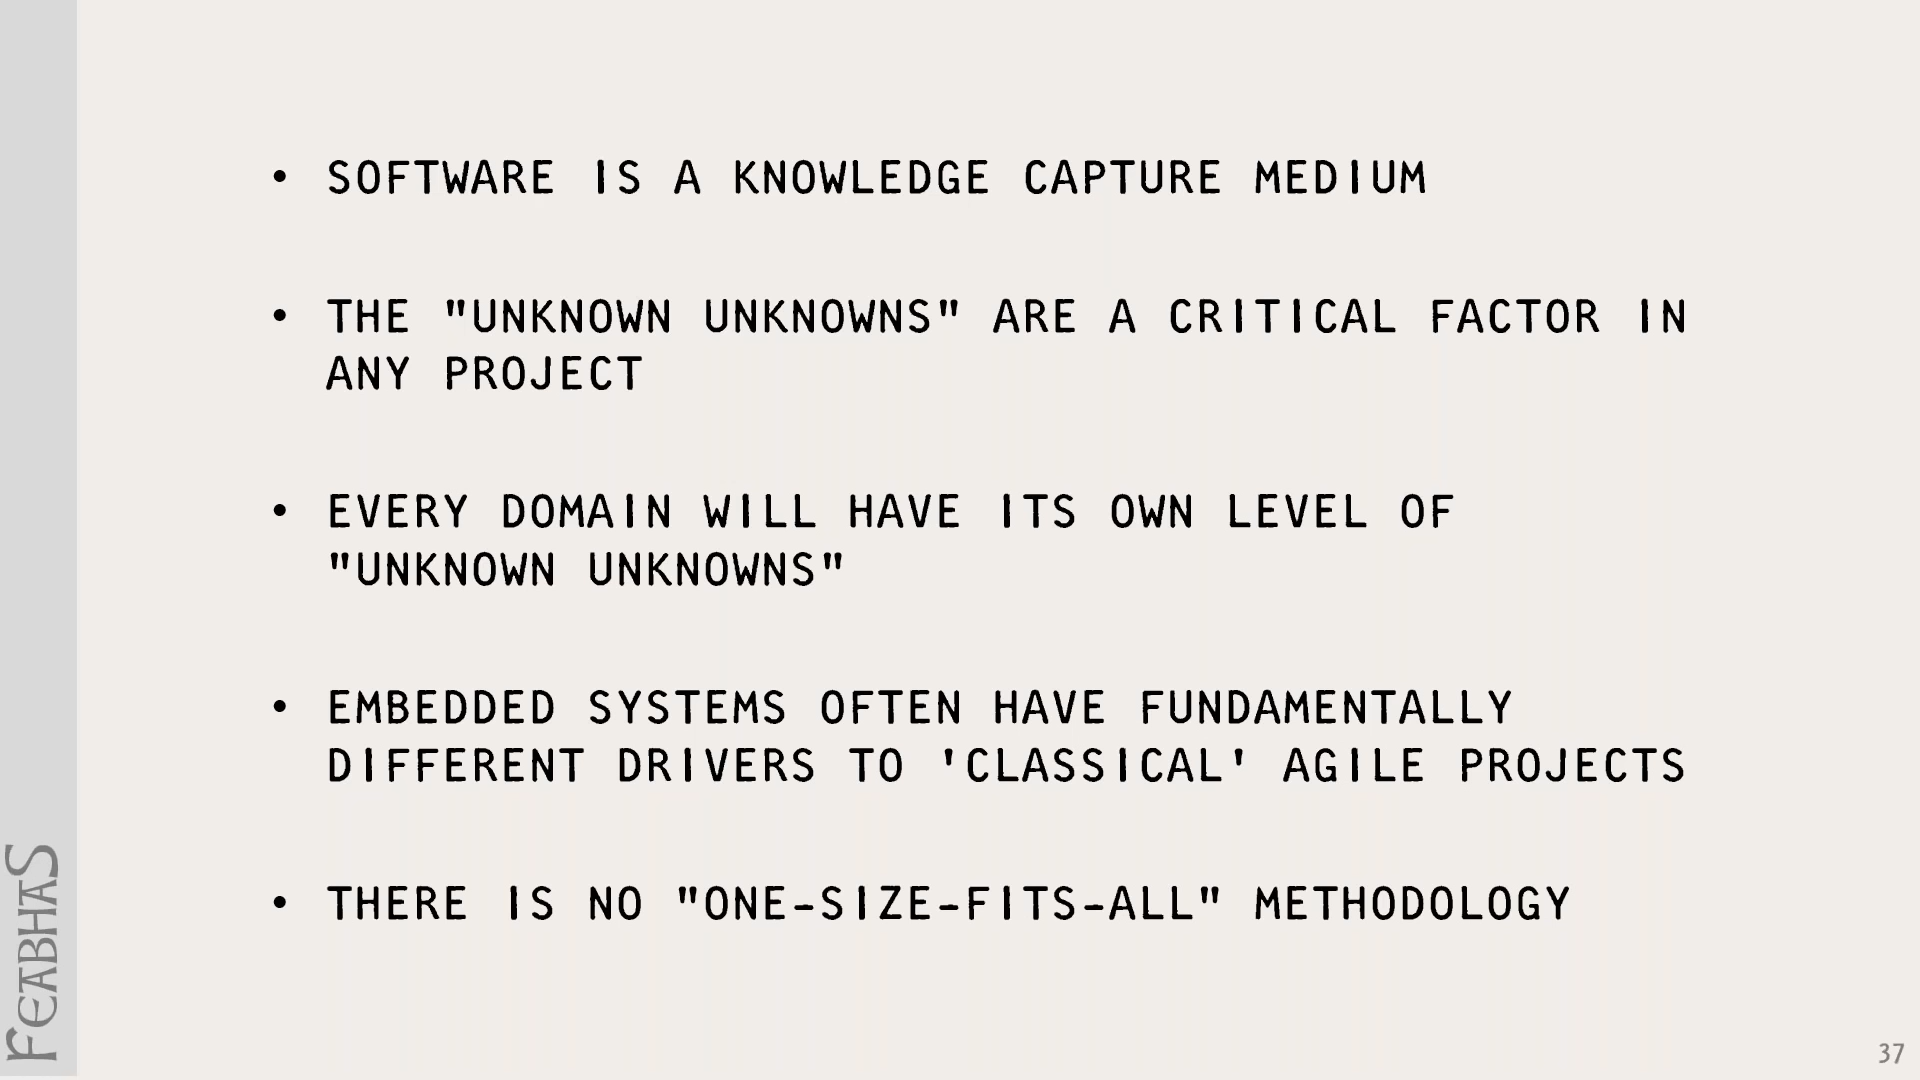 • SOFTWARE IS A KNOWLEDGE CAPTURE MEDIUM
• THE "UNKNOWN UNKNOWNS" ARE A CRITICAL FACTOR IN
ANY PROJECT
• EVERY DOMAIN WILL HAVE ITS OWN LEVEL OF
"UNKNOWN UNKNOWNS"
• EMBEDDED SYSTEMS OFTEN HAVE FUNDAMENTALLY
DIFFERENT DRIVERS TO 'CLASSICAL' AGILE PROJECTS
• THERE IS NO "ONE-SIZE-FITS-ALL" METHODOLOGY
FEABHAS
37